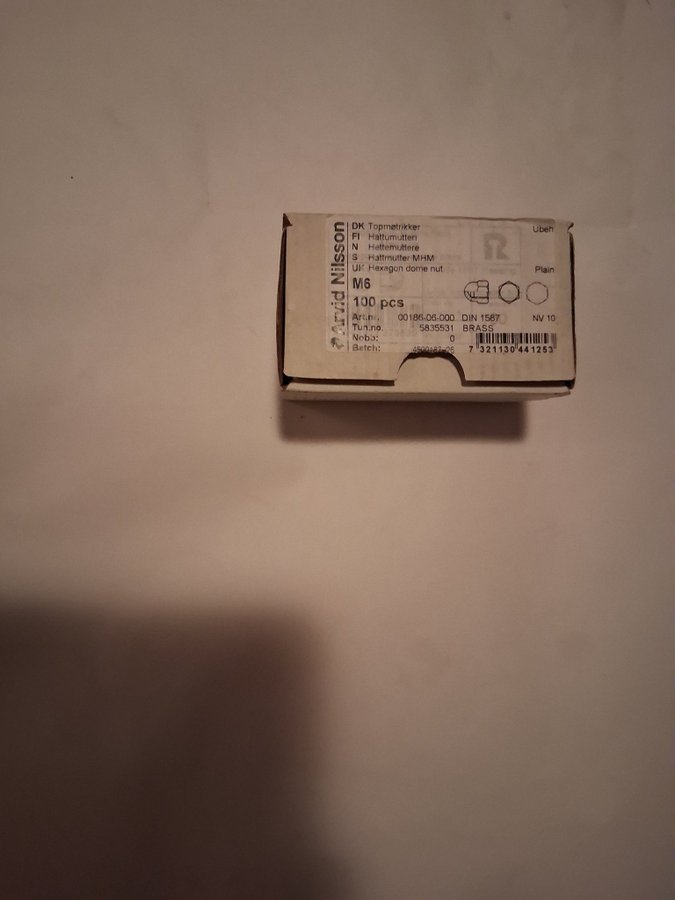 Arvid Nilsson
DK Topmøtrikker Ubeh
FI Hattumutteri
N Hettemuttere
S Hattmutter MHM
UK Hexagon dome nut Plain
M6
100 pcs
Art.nr. 00186-06-000 DIN 1587 NV 10
Tun.no. 5835531 BRASS
Nobb: 0
Batch:
7 321130 441253